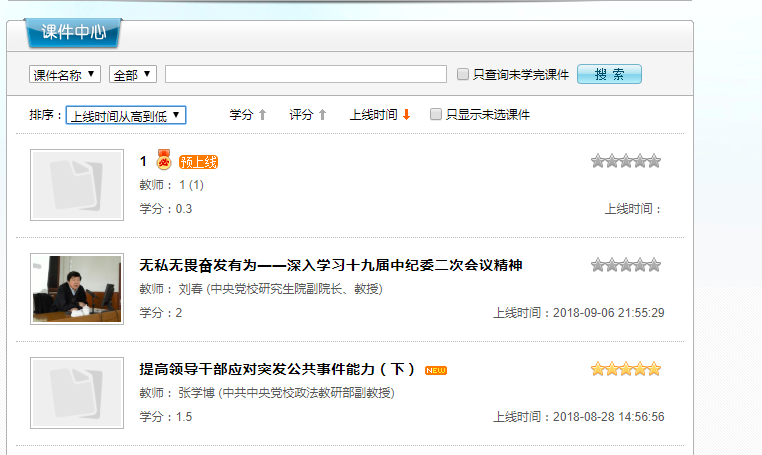 课件中心
课件名称 全部 只查询未学完课件 搜 索
排序：上线时间从高到低 学分 评分 上线时间 只显示未选课件
1 预上线
教师： 1 (1)
学分：0.3 上线时间：
无私无畏奋发有为——深入学习十九届中纪委二次会议精神
教师： 刘春 (中央党校研究生院副院长、教授)
学分：2 上线时间：2018-09-06 21:55:29
提高领导干部应对突发公共事件能力（下） NEW
教师： 张学博 (中共中央党校政法教研部副教授)
学分：1.5 上线时间：2018-08-28 14:56:56